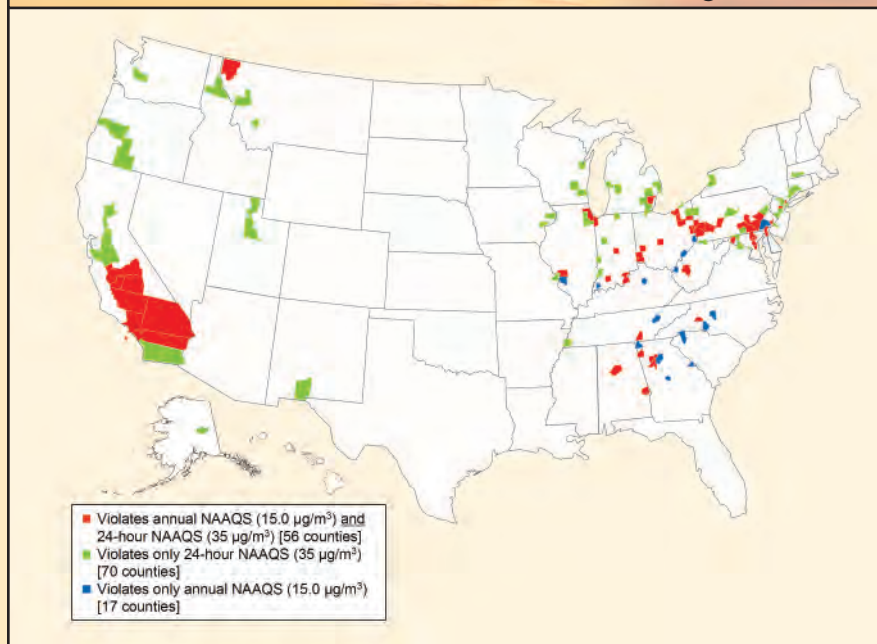 Violates annual NAAQS (15.0 µg/m³) and
24-hour NAAQS (35 µg/m³) [56 counties]
Violates only 24-hour NAAQS (35 µg/m³)
[70 counties]
Violates only annual NAAQS (15.0 µg/m³)
[17 counties]